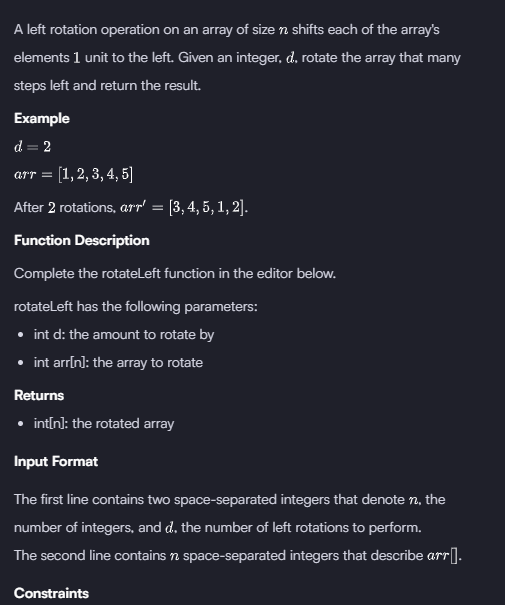 A left rotation operation on an array of size n shifts each of the array's
elements 1 unit to the left. Given an integer, d, rotate the array that many
steps left and return the result.
Example
d = 2
arr = [1, 2, 3, 4, 5]
After 2 rotations, arr' = [3, 4, 5, 1, 2].
Function Description
Complete the rotateLeft function in the editor below.
rotateLeft has the following parameters:
• int d: the amount to rotate by
• int arr[n]: the array to rotate
Returns
• int[n]: the rotated array
Input Format
The first line contains two space-separated integers that denote n, the
number of integers, and d, the number of left rotations to perform.
The second line contains n space-separated integers that describe arr[].
Constraints